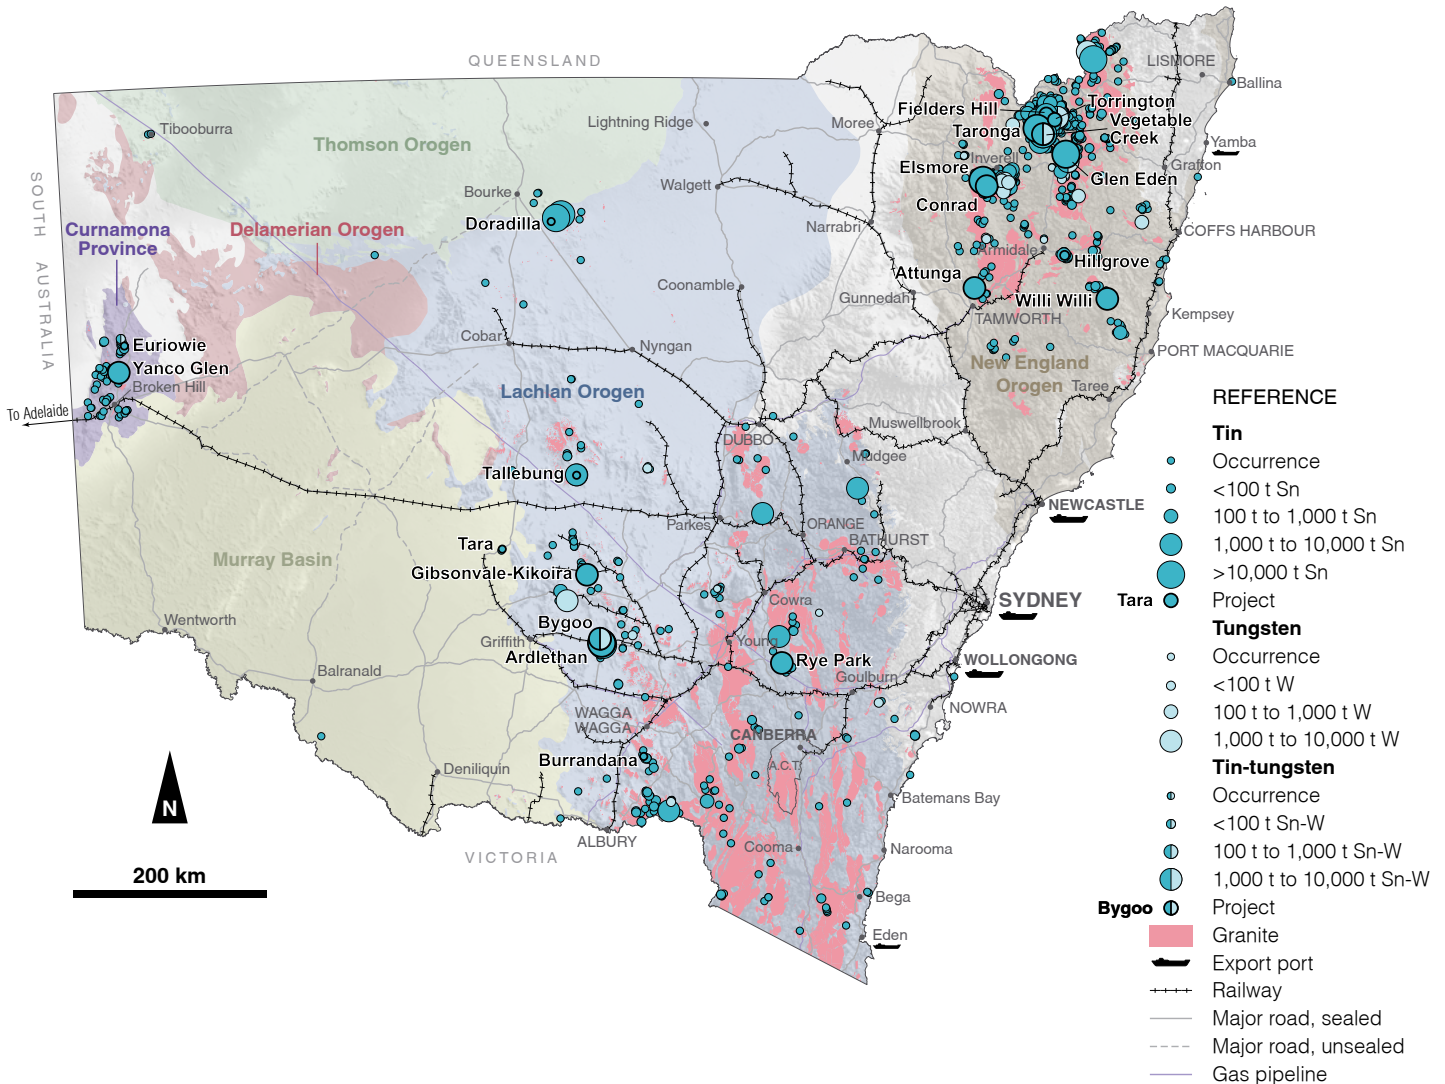 QUEENSLAND
SOUTH AUSTRALIA
VICTORIA
Tibooburra
Thomson Orogen
Lightning Ridge
Moree
Fielders Hill
Torrington
Taronga
Vegetable
Creek
LISMORE
Ballina
Yamba
Grafton
Inverell
Elsmore
Glen Eden
Conrad
Bourke
Walgett
Doradilla
Narrabri
COFFS HARBOUR
Curnamona
Province
Delamerian Orogen
Armidale
Hillgrove
Attunga
Coonamble
Gunnedah
Willi Willi
TAMWORTH
Kempsey
Cobar
Nyngan
Euriowie
Yanco Glen
Broken Hill
To Adelaide
PORT MACQUARIE
New England
Orogen
Taree
Lachlan Orogen
Muswellbrook
DUBBO
Mudgee
Tallebung
NEWCASTLE
Parkes
ORANGE
BATHURST
Tara
Murray Basin
Gibsonvale-Kikoira
Cowra
SYDNEY
Bygoo
Wentworth
Griffith
Ardlethan
Young
Rye Park
WOLLONGONG
Balranald
Goulburn
NOWRA
WAGGA
WAGGA
CANBERRA
A.C.T.
Burrandana
Deniliquin
Batemans Bay
ALBURY
Cooma
Narooma
Bega
Eden
N
200 km
REFERENCE
Tin
Occurrence
<100 t Sn
100 t to 1,000 t Sn
1,000 t to 10,000 t Sn
>10,000 t Sn
Tara Project
Tungsten
Occurrence
<100 t W
100 t to 1,000 t W
1,000 t to 10,000 t W
Tin-tungsten
Occurrence
<100 t Sn-W
100 t to 1,000 t Sn-W
1,000 t to 10,000 t Sn-W
Bygoo Project
Granite
Export port
Railway
Major road, sealed
Major road, unsealed
Gas pipeline